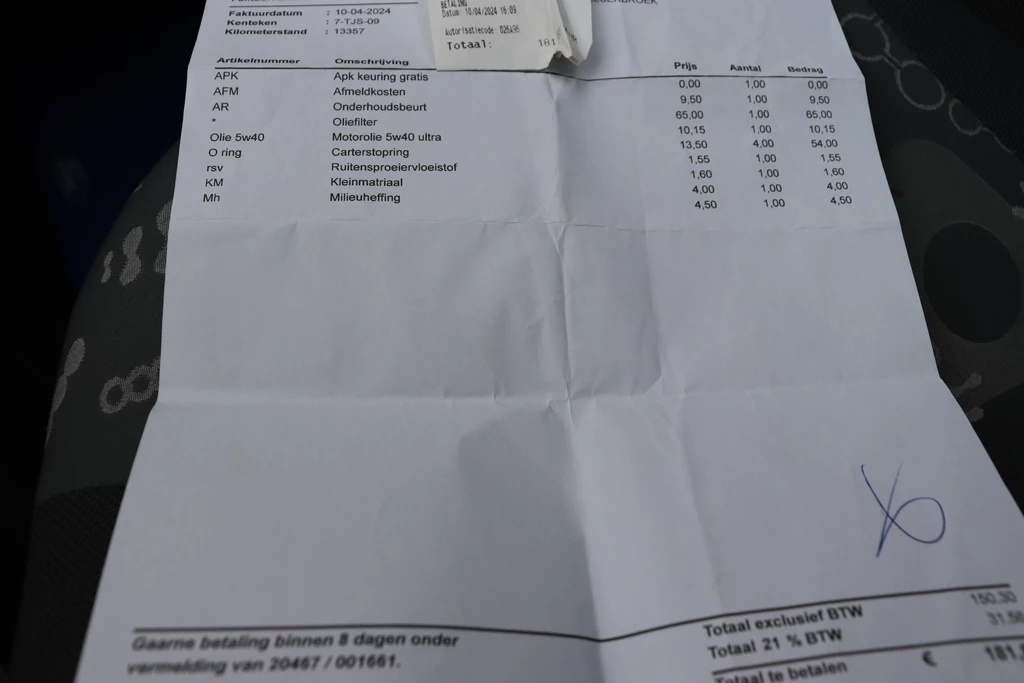 Faktuurdatum : 10-04-2024
Kenteken : 7-TJS-09
Kilometerstand : 13357
BETALING
Datum: 10/04/2024 16:09
Autorisatiecode: 026496
Totaal: 181
Artikelnummer Omschrijving Prijs Aantal Bedrag
APK Apk keuring gratis 0,00 1,00 0,00
AFM Afmeldkosten 9,50 1,00 9,50
AR Onderhoudsbeurt 65,00 1,00 65,00
* Oliefilter 10,15 1,00 10,15
Olie 5w40 Motorolie 5w40 ultra 13,50 4,00 54,00
O ring Carterstopring 1,55 1,00 1,55
rsv Ruitensproeiervloeistof 1,60 1,00 1,60
KM Kleinmatriaal 4,00 1,00 4,00
Mh Milieuheffing 4,50 1,00 4,50
Gaarne betaling binnen 8 dagen onder
vermelding van 20467 / 001661.
Totaal exclusief BTW 150,30
Totaal 21 % BTW 31,56
Totaal te betalen € 181,